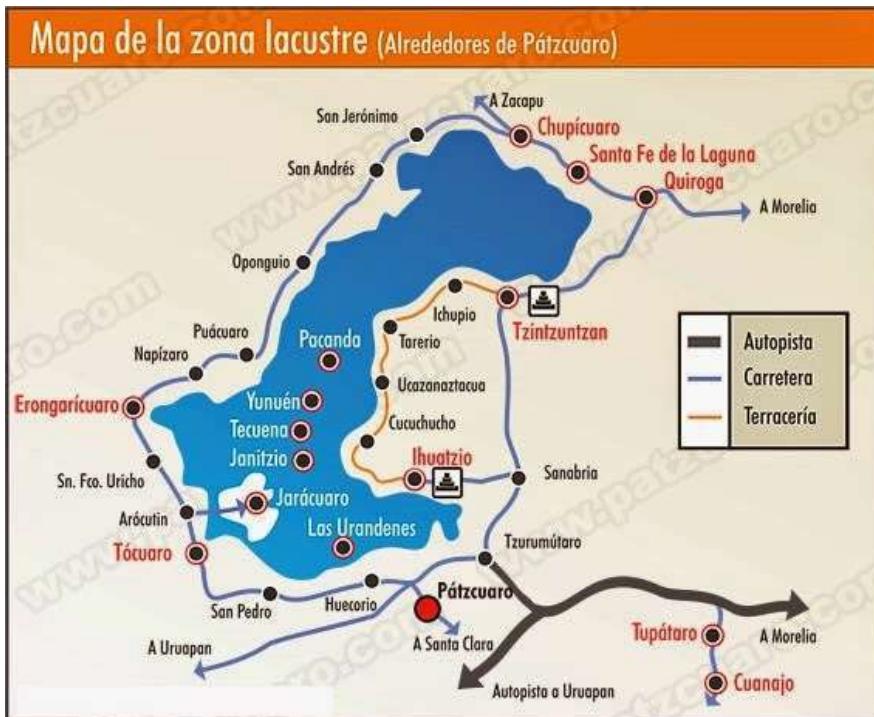 Mapa de la zona lacustre (Alrededores de Pátzcuaro)
A Zacapu
San Jerónimo
Chupícuaro
San Andrés
Santa Fe de la Laguna
Quiroga
A Morelia
Oponguio
Ichupio
Tzintzuntzan
Puácuaro
Tarerio
Napízaro
Pacanda
Ucazanaztacua
Erongarícuaro
Yunuén
Tecuena
Cucuchucho
Janitzio
Ihuatzio
Sanabria
Sn. Fco. Uricho
Arócutin
Jarácuaro
Tócuaro
Las Urandenes
Tzurumútaro
San Pedro
Huecorio
Pátzcuaro
A Uruapan
A Santa Clara
Autopista a Uruapan
Tupátaro
A Morelia
Cuanajo
Autopista
Carretera
Terracería
www.patzcuaro.com